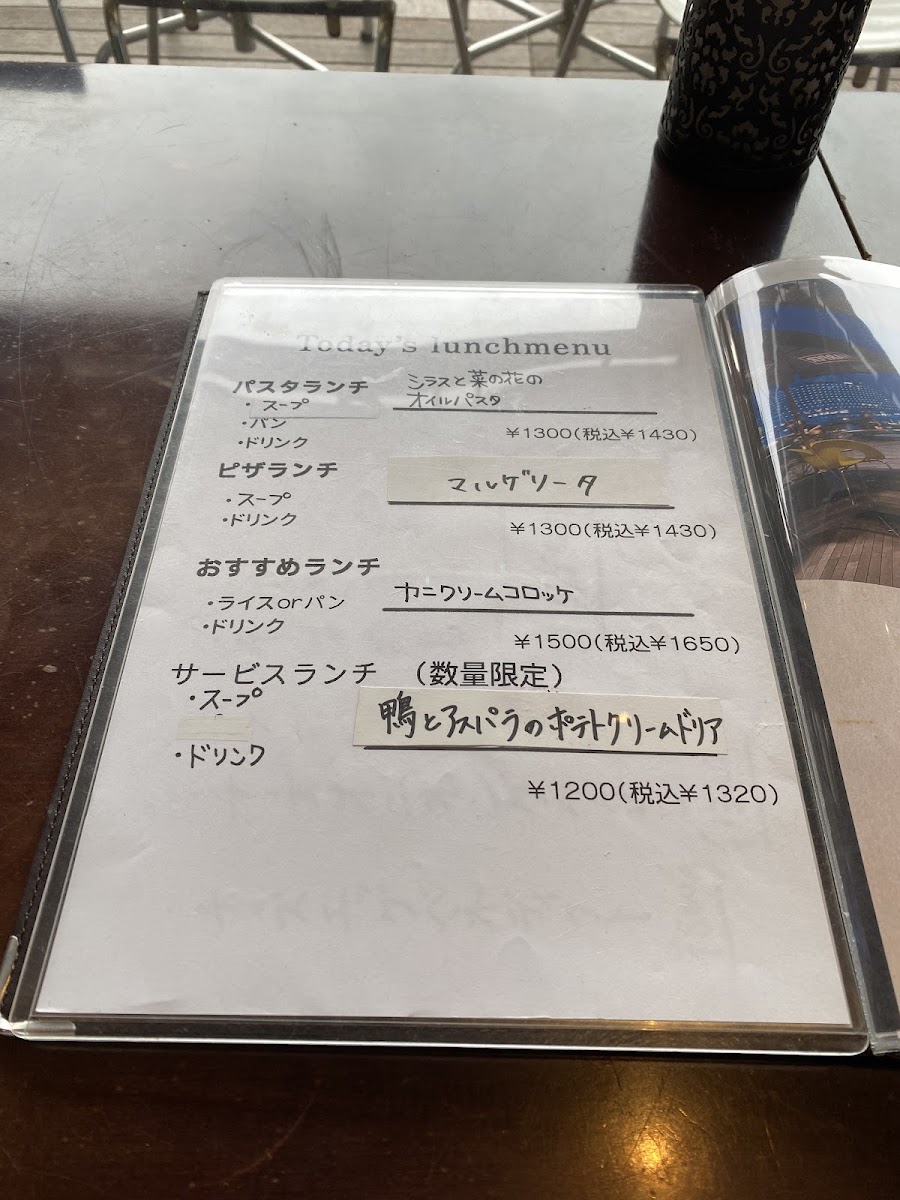 Today's lunchmenu
パスタランチ
・スープ
・パン
・ドリンク
シラスと菜の花の
オイルパスタ
¥1300(税込¥1430)
ピザランチ
・スープ
・ドリンク
マルゲリータ
¥1300(税込¥1430)
おすすめランチ
・ライスorパン
・ドリンク
カニクリームコロッケ
¥1500(税込¥1650)
サービスランチ （数量限定）
・スープ
・ドリンク
鴨とアスパラのポテトクリームドリア
¥1200(税込¥1320)